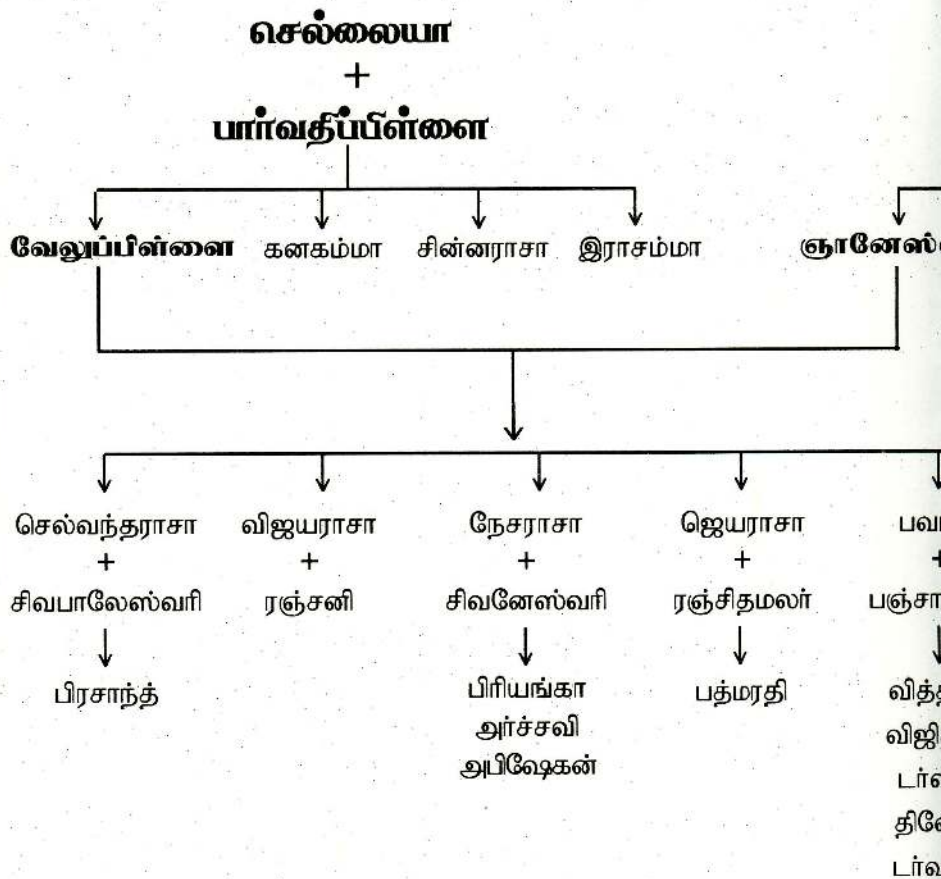 செல்லையா
+
பார்வதிப்பிள்ளை
வேலுப்பிள்ளை கனகம்மா சின்னராசா இராசம்மா
செல்வந்தராசா விஜயராசா நேசராசா ஜெயராசா
+ + + + +
சிவபாலேஸ்வரி ரஞ்சனி சிவனேஸ்வரி ரஞ்சிதமலர்
பிரசாந்த் பிரியங்கா பத்மரதி
அர்ச்சவி
அபிஷேகன்